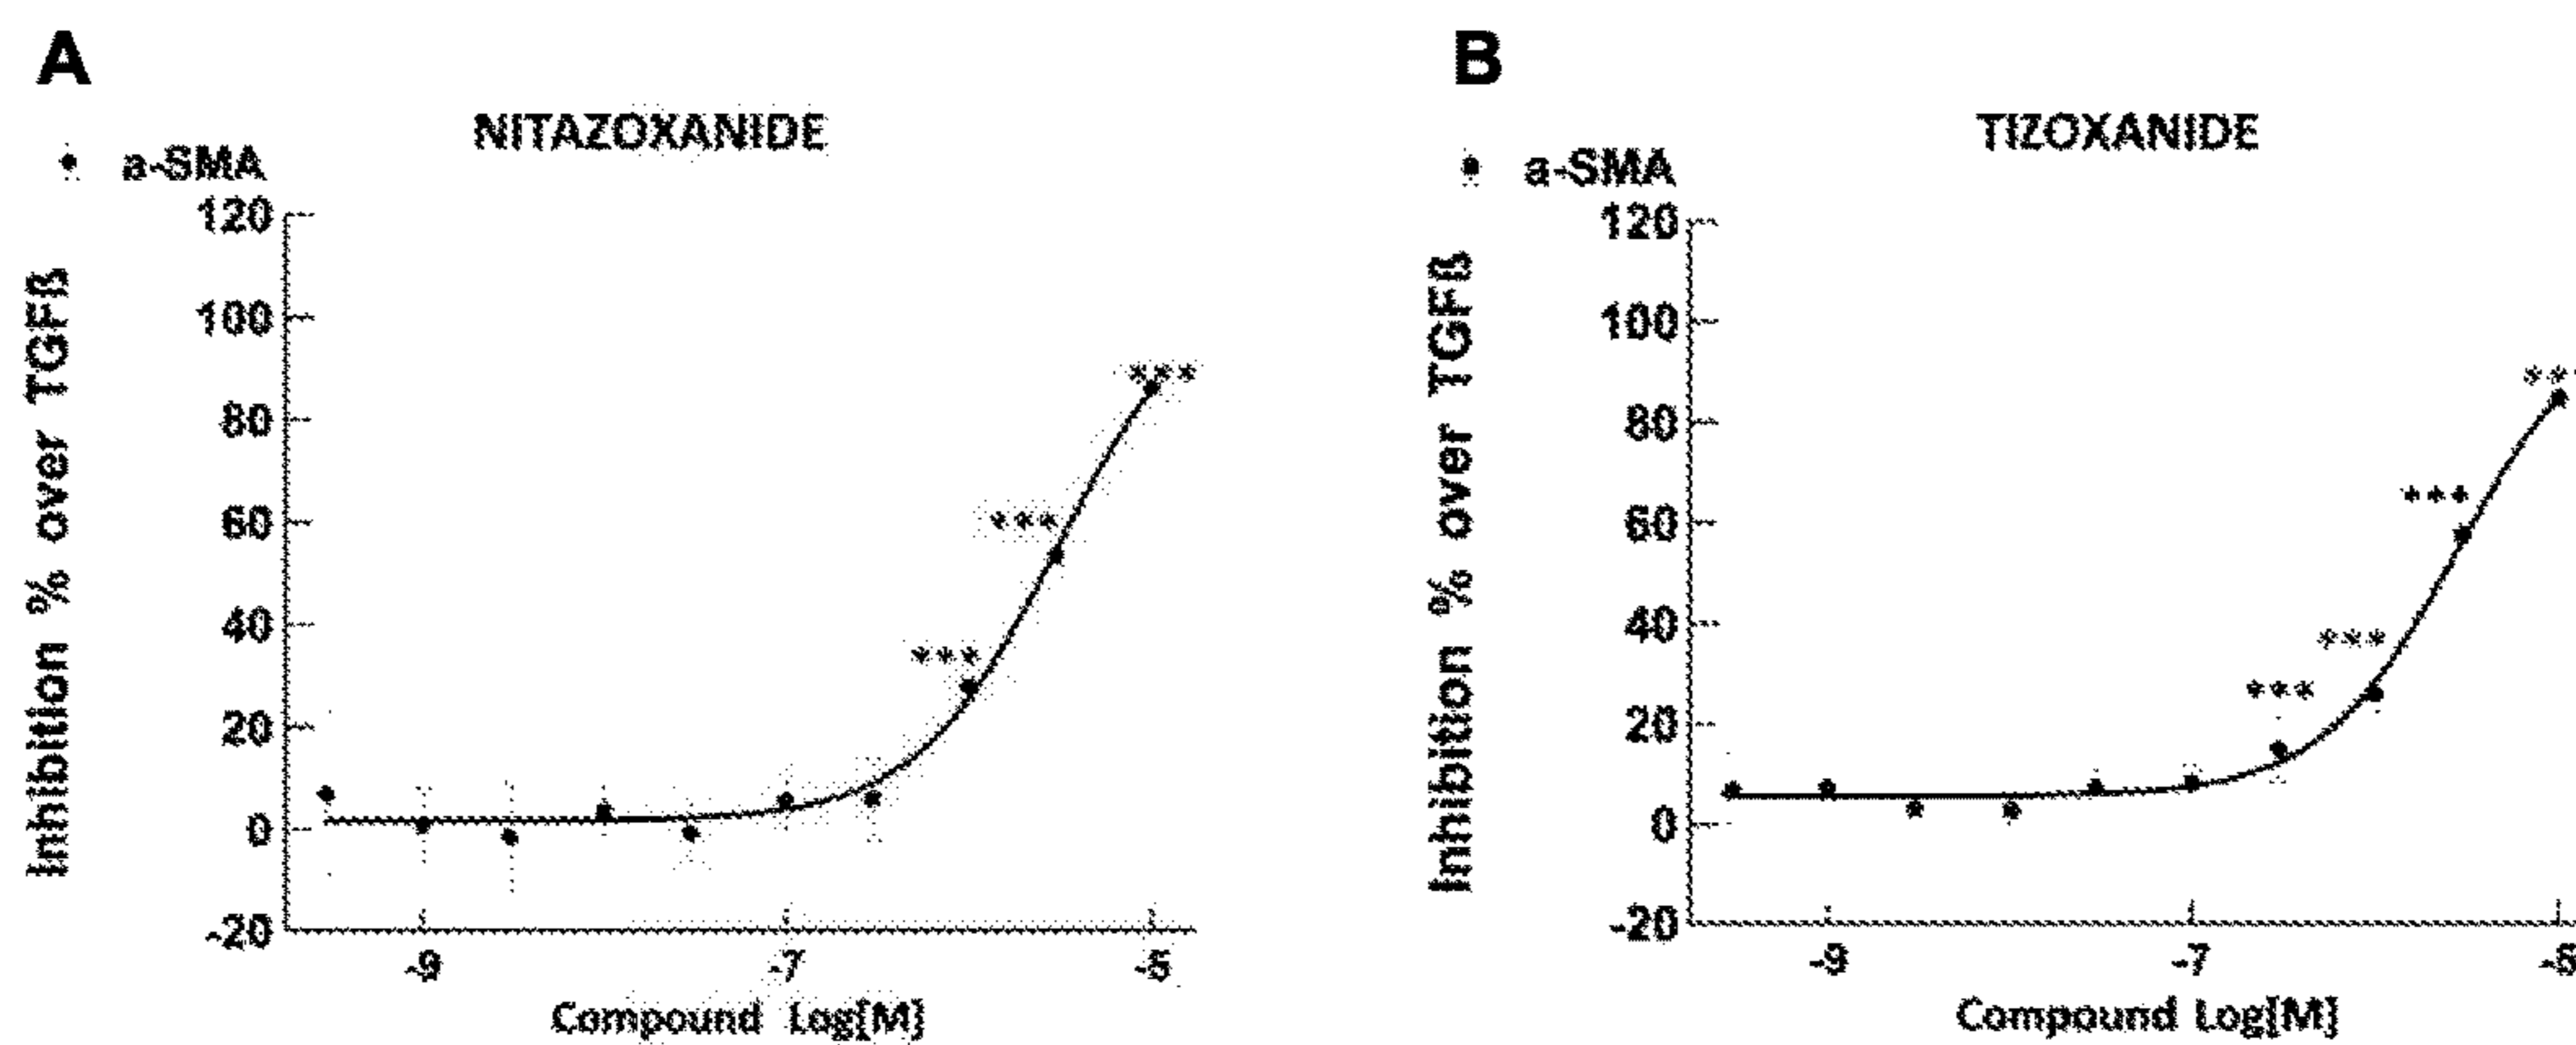 A
NITAZOXANIDE
a-SMA
120
100
80
60
40
20
0
-20
Inhibition % over TGFß
***
***
***
-9
-7
-5
Compound Log[M]
B
TIZOXANIDE
a-SMA
120
100
80
60
40
20
0
-20
Inhibition % over TGFß
***
***
***
**
-9
-7
-5
Compound Log[M]